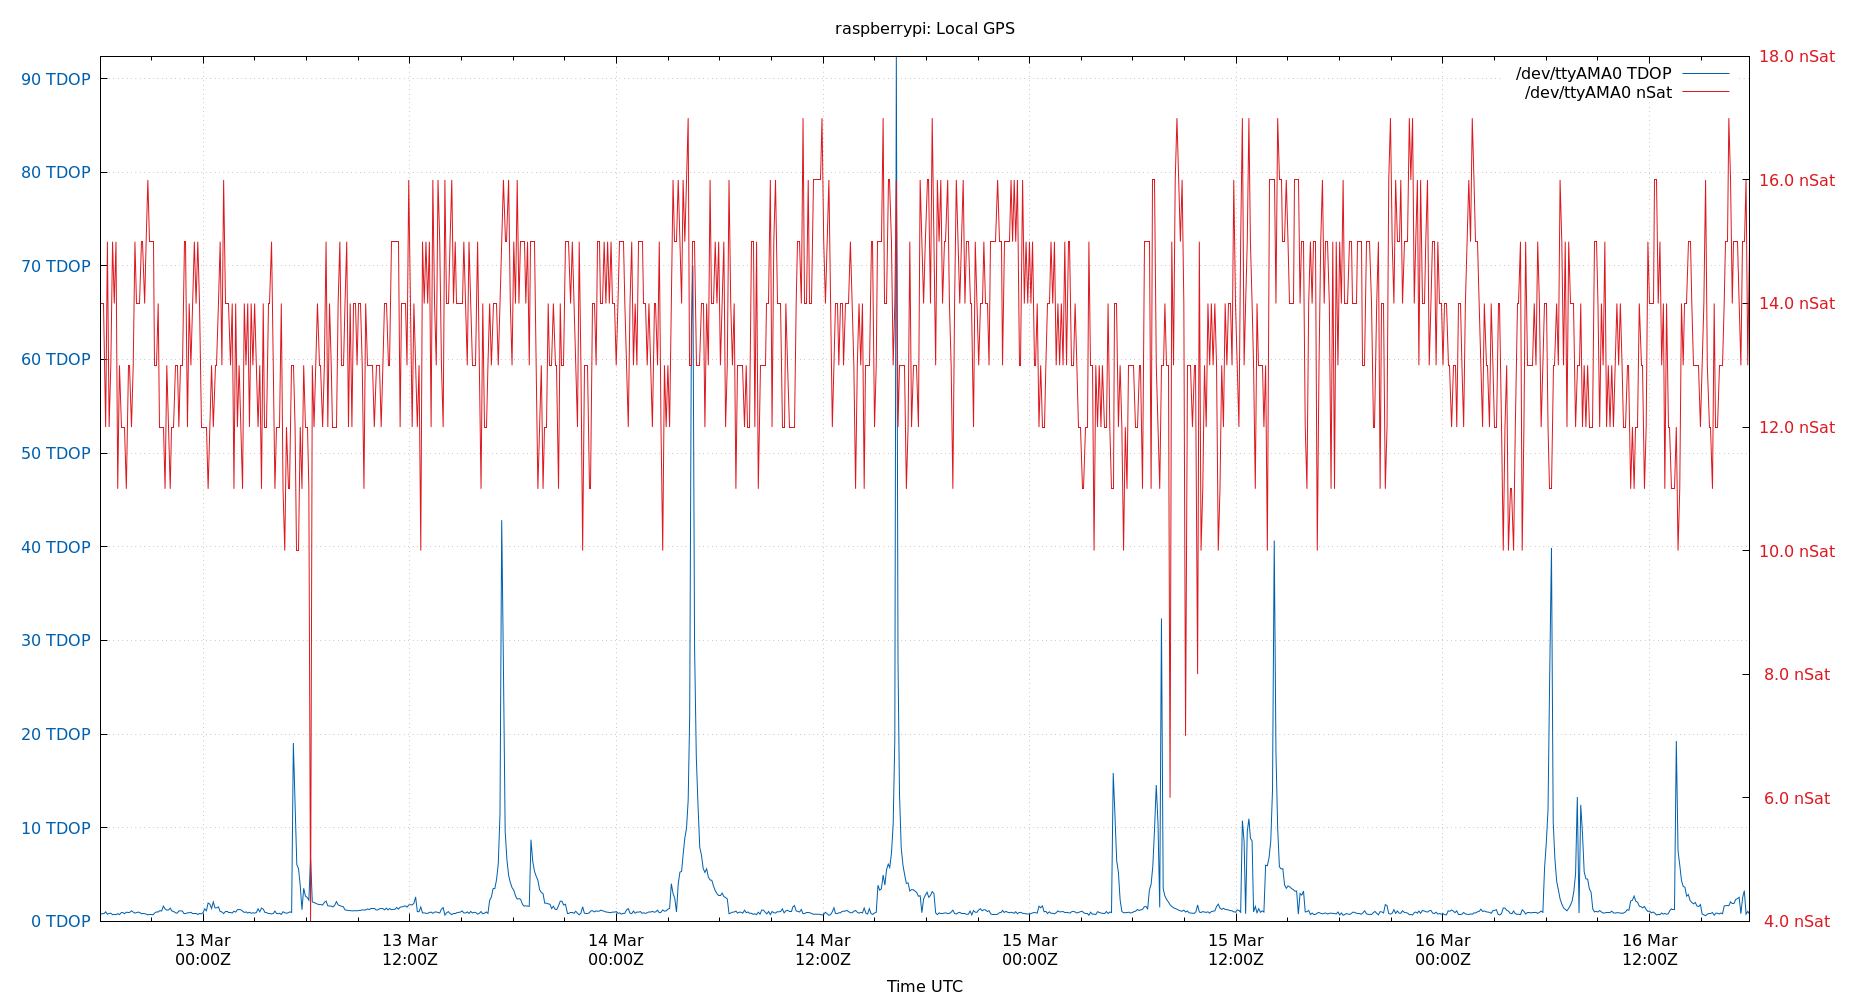 raspberrypi: Local GPS
90 TDOP
80 TDOP
70 TDOP
60 TDOP
50 TDOP
40 TDOP
30 TDOP
20 TDOP
10 TDOP
0 TDOP
/dev/ttyAMA0 TDOP
/dev/ttyAMA0 nSat
18.0 nSat
16.0 nSat
14.0 nSat
12.0 nSat
10.0 nSat
8.0 nSat
6.0 nSat
4.0 nSat
13 Mar 13 Mar 14 Mar 14 Mar 15 Mar 15 Mar 16 Mar 16 Mar
00:00Z 12:00Z 00:00Z 12:00Z 00:00Z 12:00Z 00:00Z 12:00Z
Time UTC